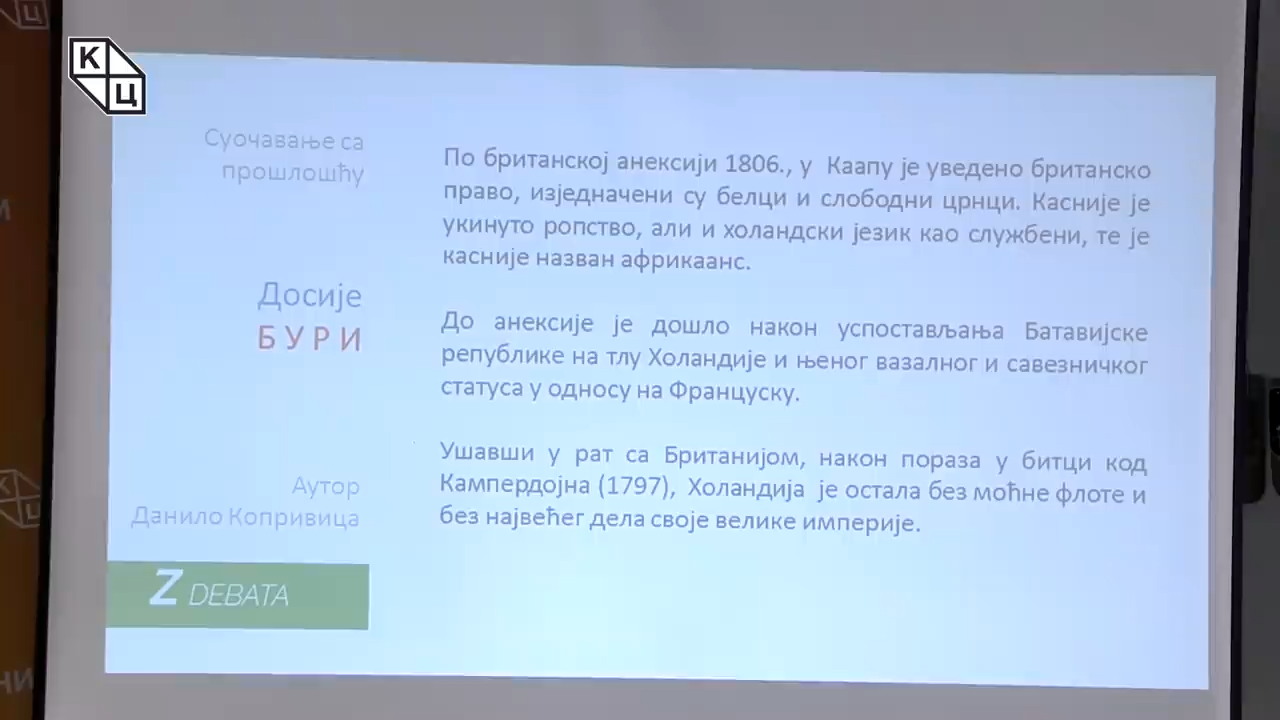 К
Ц
Суочавање са
прошлошћу
Досије
БУРИ
Аутор
Данило Копривица
Z DEBATA
По британској анексији 1806., у Каапу је уведено британско
право, изједначени су белци и слободни црнци. Касније је
укинуто ропство, али и холандски језик као службени, те је
касније назван африкаанс.
До анексије је дошло након успостављања Батавијске
републике на тлу Холандије и њеног вазалног и савезничког
статуса у односу на Француску.
Ушавши у рат са Британијом, након пораза у битци код
Кампердојна (1797), Холандија је остала без моћне флоте и
без највећег дела своје велике империје.